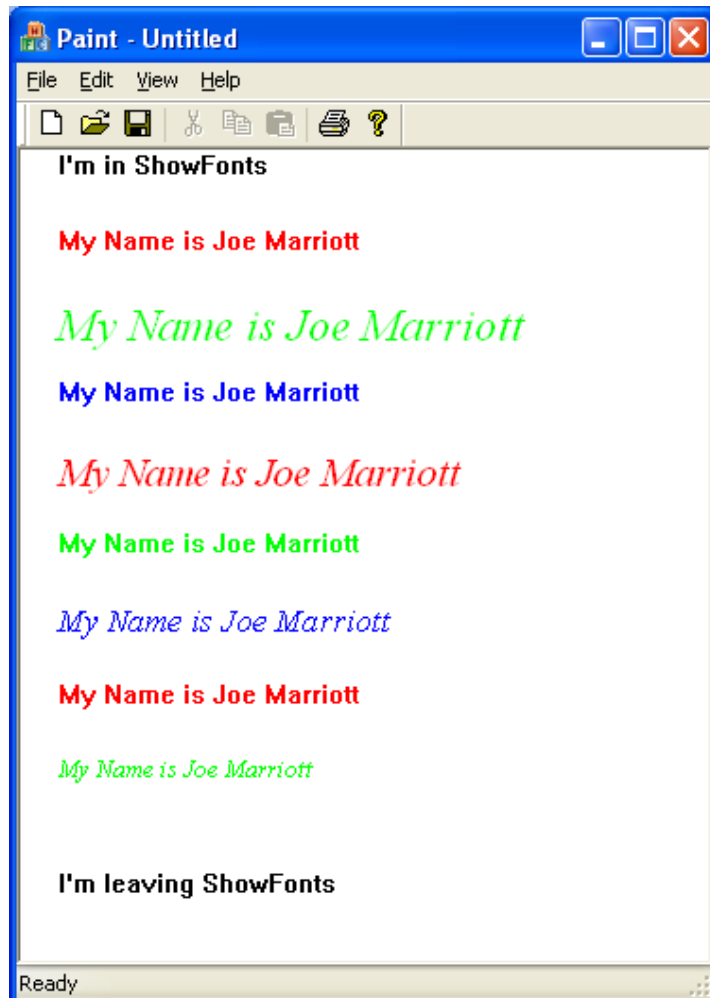 Paint - Untitled
File Edit View Help
I'm in ShowFonts
My Name is Joe Marriott
My Name is Joe Marriott
My Name is Joe Marriott
My Name is Joe Marriott
My Name is Joe Marriott
My Name is Joe Marriott
My Name is Joe Marriott
My Name is Joe Marriott
I'm leaving ShowFonts
Ready